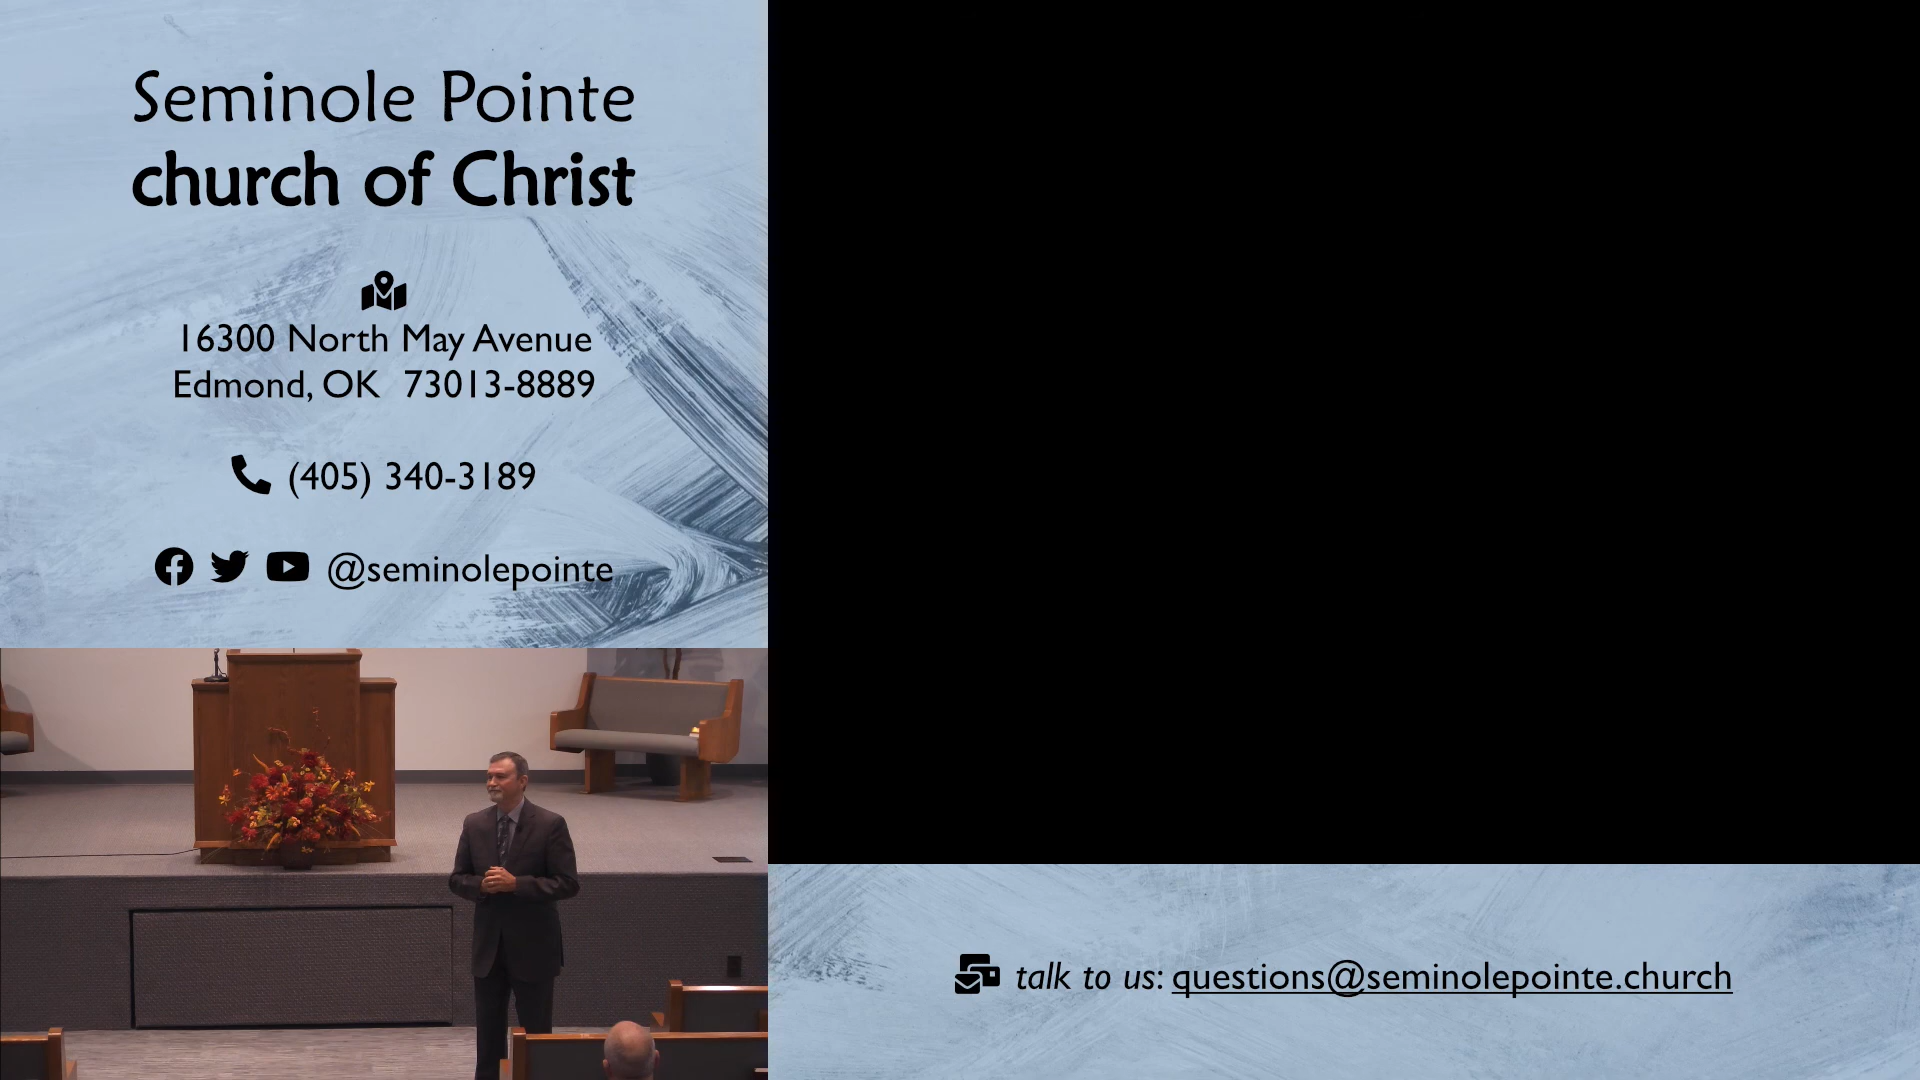 Seminole Pointe
church of Christ
16300 North May Avenue
Edmond, OK 73013-8889
(405) 340-3189
@seminolepointe
talk to us: questions@seminolepointe.church